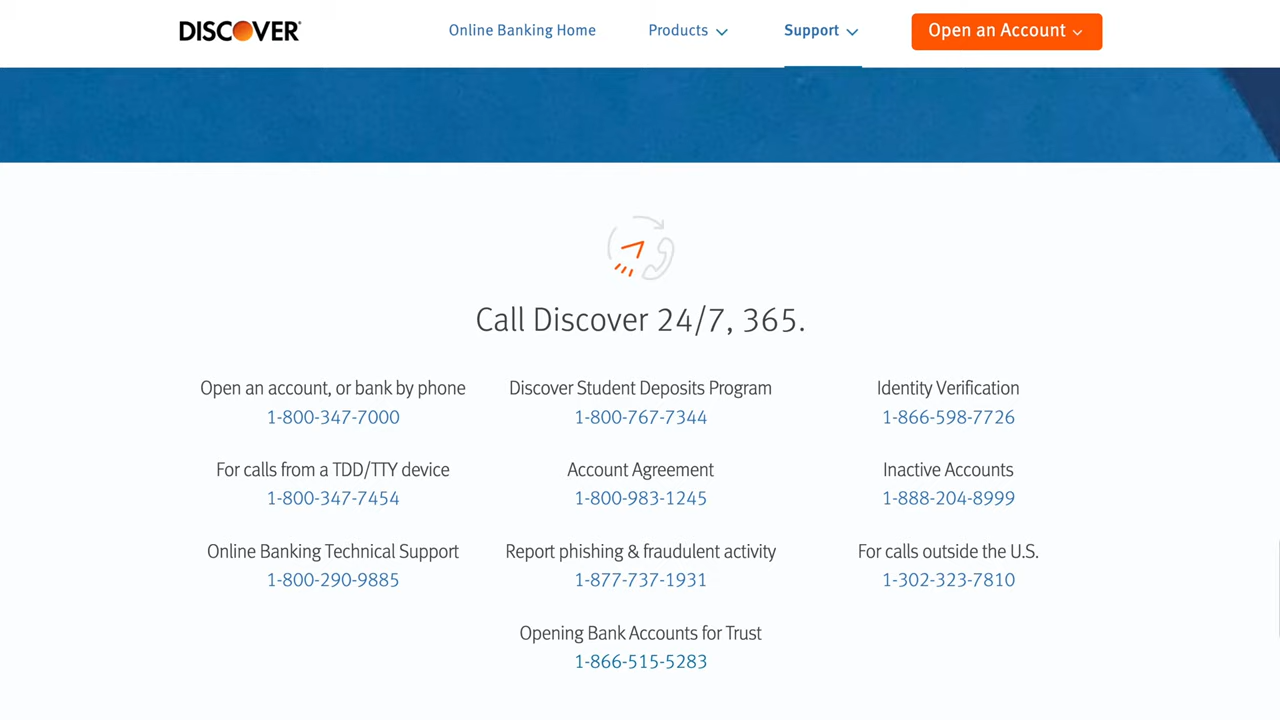 DISCOVER
Online Banking Home
Products
Support
Open an Account
Call Discover 24/7, 365.
Open an account, or bank by phone
1-800-347-7000
Discover Student Deposits Program
1-800-767-7344
Identity Verification
1-866-598-7726
For calls from a TDD/TTY device
1-800-347-7454
Account Agreement
1-800-983-1245
Inactive Accounts
1-888-204-8999
Online Banking Technical Support
1-800-290-9885
Report phishing & fraudulent activity
1-877-737-1931
For calls outside the U.S.
1-302-323-7810
Opening Bank Accounts for Trust
1-866-515-5283